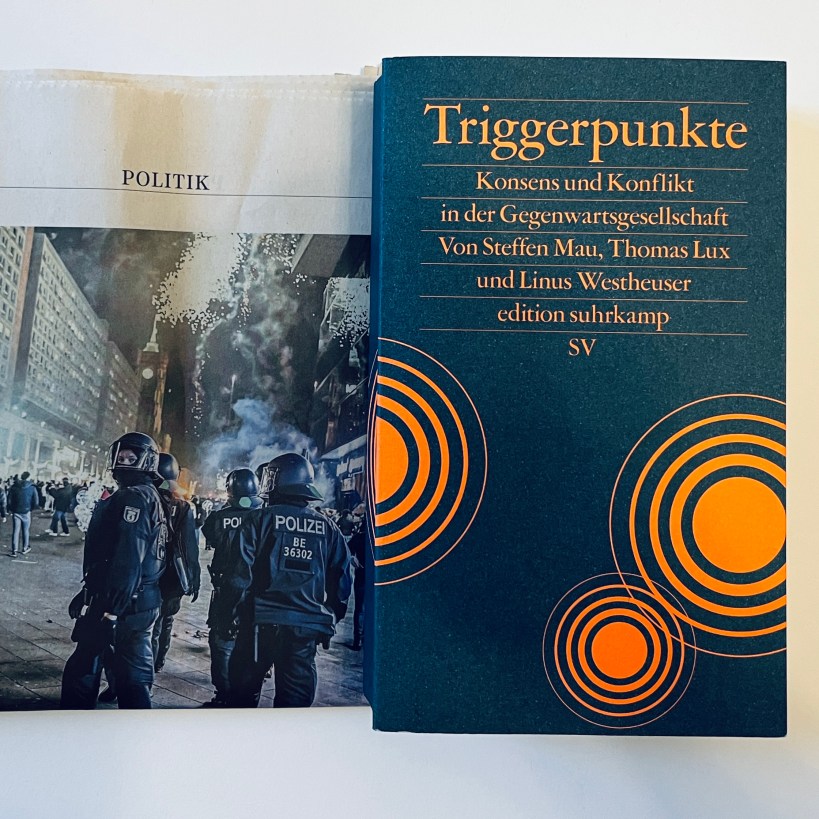 POLITIK
POLIZEI
BE
36302
PO
Triggerpunkte
Konsens und Konflikt
in der Gegenwartsgesellschaft
Von Steffen Mau, Thomas Lux
und Linus Westheuser
edition suhrkamp
SV